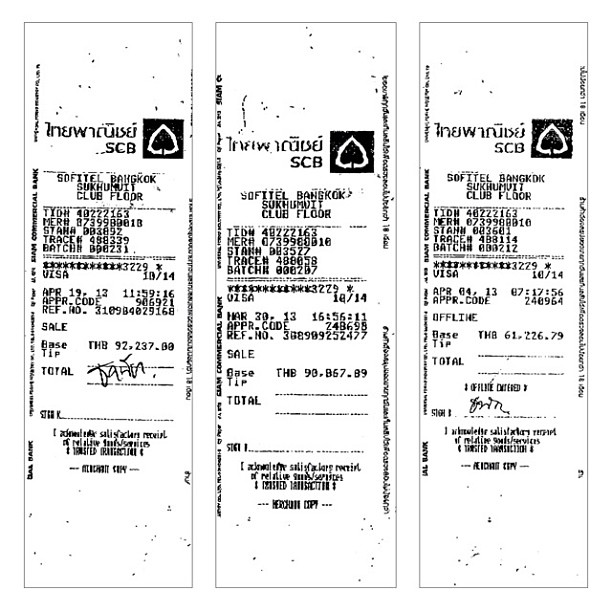 ไทยพาณิชย์
SCB
SOFITEL BANGKOK
SUKHUMVIT
CLUB FLOOR
TID# 40222163
MER# 0739900010
STAN# 003092
TRACE# 480339
BATCH# 000231
************3229 *
VISA 10/14
APR 19, 13 11:59:16
APPR.CODE 906921
REF.NO. 310904029168
SALE
Base THB 92,237.00
Tip
TOTAL
SIGN X
I acknowledge satisfactory receipt
of relative goods/services
* TRUSTED TRANSACTION *
--- MERCHANT COPY ---
SIAM COMMERCIAL BANK
ไทยพาณิชย์
SCB
SOFITEL BANGKOK
SUKHUMVIT
CLUB FLOOR
TID# 40222163
MER# 0739900010
STAN# 003527
TRACE# 480058
BATCH# 000207
************3229 *
VISA 10/14
MAR 30, 13 16:56:11
APPR.CODE 248698
REF.NO. 308909252477
SALE
Base THB 90,867.89
Tip
TOTAL
SIGN X
I acknowledge satisfactory receipt
of relative goods/services
* TRUSTED TRANSACTION *
--- MERCHANT COPY ---
SIAM COMMERCIAL BANK
ไทยพาณิชย์
SCB
SOFITEL BANGKOK
SUKHUMVIT
CLUB FLOOR
TID# 40222163
MER# 0739900010
STAN# 003601
TRACE# 480114
BATCH# 000212
************3229 *
VISA 10/14
APR 04, 13 07:17:56
APPR.CODE 240964
OFFLINE
Base THB 61,226.79
Tip
TOTAL
* OFFLINE ENTERED *
SIGN X
I acknowledge satisfactory receipt
of relative goods/services
* TRUSTED TRANSACTION *
--- MERCHANT COPY ---
SIAM COMMERCIAL BANK